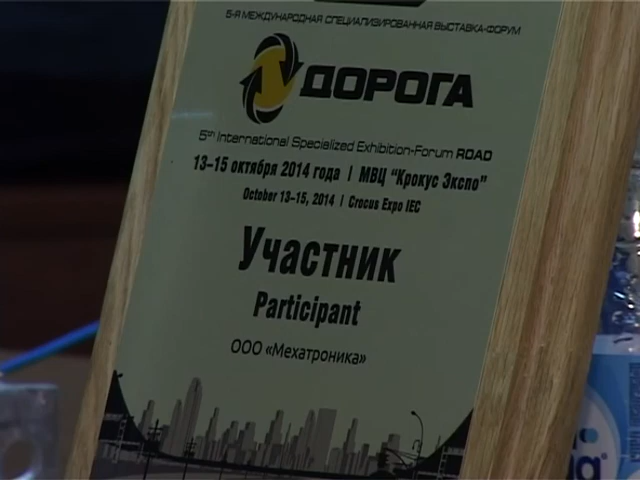 5-Я МЕЖДУНАРОДНАЯ СПЕЦИАЛИЗИРОВАННАЯ ВЫСТАВКА-ФОРУМ
ДОРОГА
5th International Specialized Exhibition-Forum ROAD
13–15 октября 2014 года | МВЦ "Крокус Экспо"
October 13–15, 2014 | Crocus Expo IEC
Участник
Participant
ООО «Мехатроника»